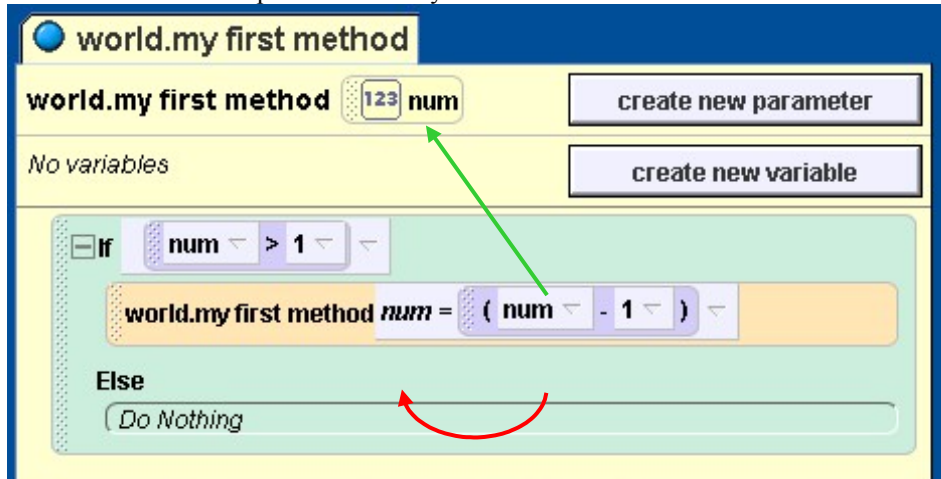 world.my first method
world.my first method 123 num create new parameter
No variables create new variable
If num > 1
world.my first method num = ( num - 1 )
Else
Do Nothing